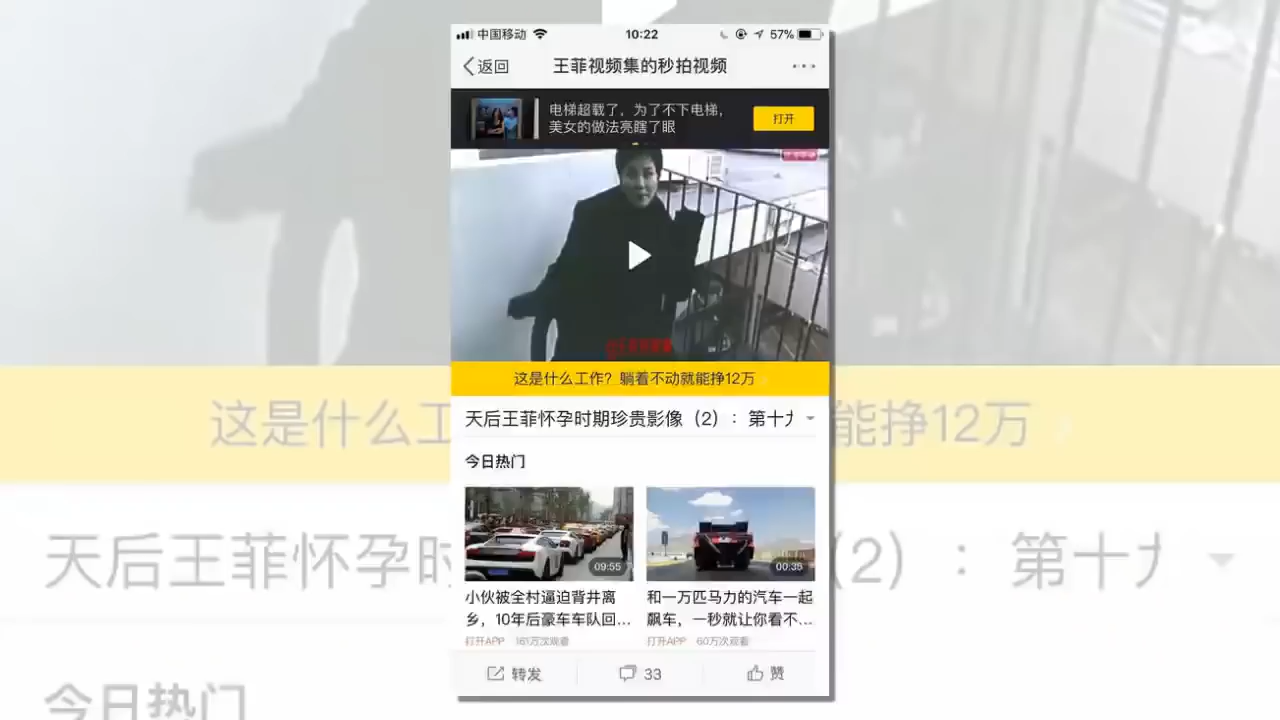 中国移动
10:22
57%
返回
王菲视频集的秒拍视频
电梯超载了，为了不下电梯，
美女的做法亮瞎了眼
打开
这是什么工作？躺着不动就能挣12万
天后王菲怀孕时期珍贵影像（2）：第十九
今日热门
09:55
00:35
小伙被全村逼迫背井离
乡，10年后豪车车队回...
和一万匹马力的汽车一起
飘车，一秒就让你看不...
打开APP 161万次观看
打开APP 60万次观看
转发
33
赞
这是什么工
能挣12万
天后王菲怀孕时
（2）：第十九
今日热门